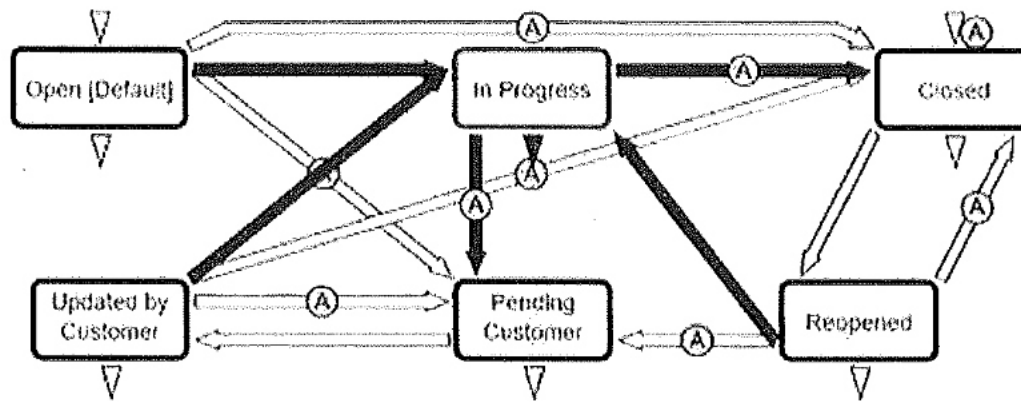 A
A
Open [Default]
In Progress
A
Closed
A
A
A
A
Updated by
Customer
A
Pending
Customer
A
Reopened